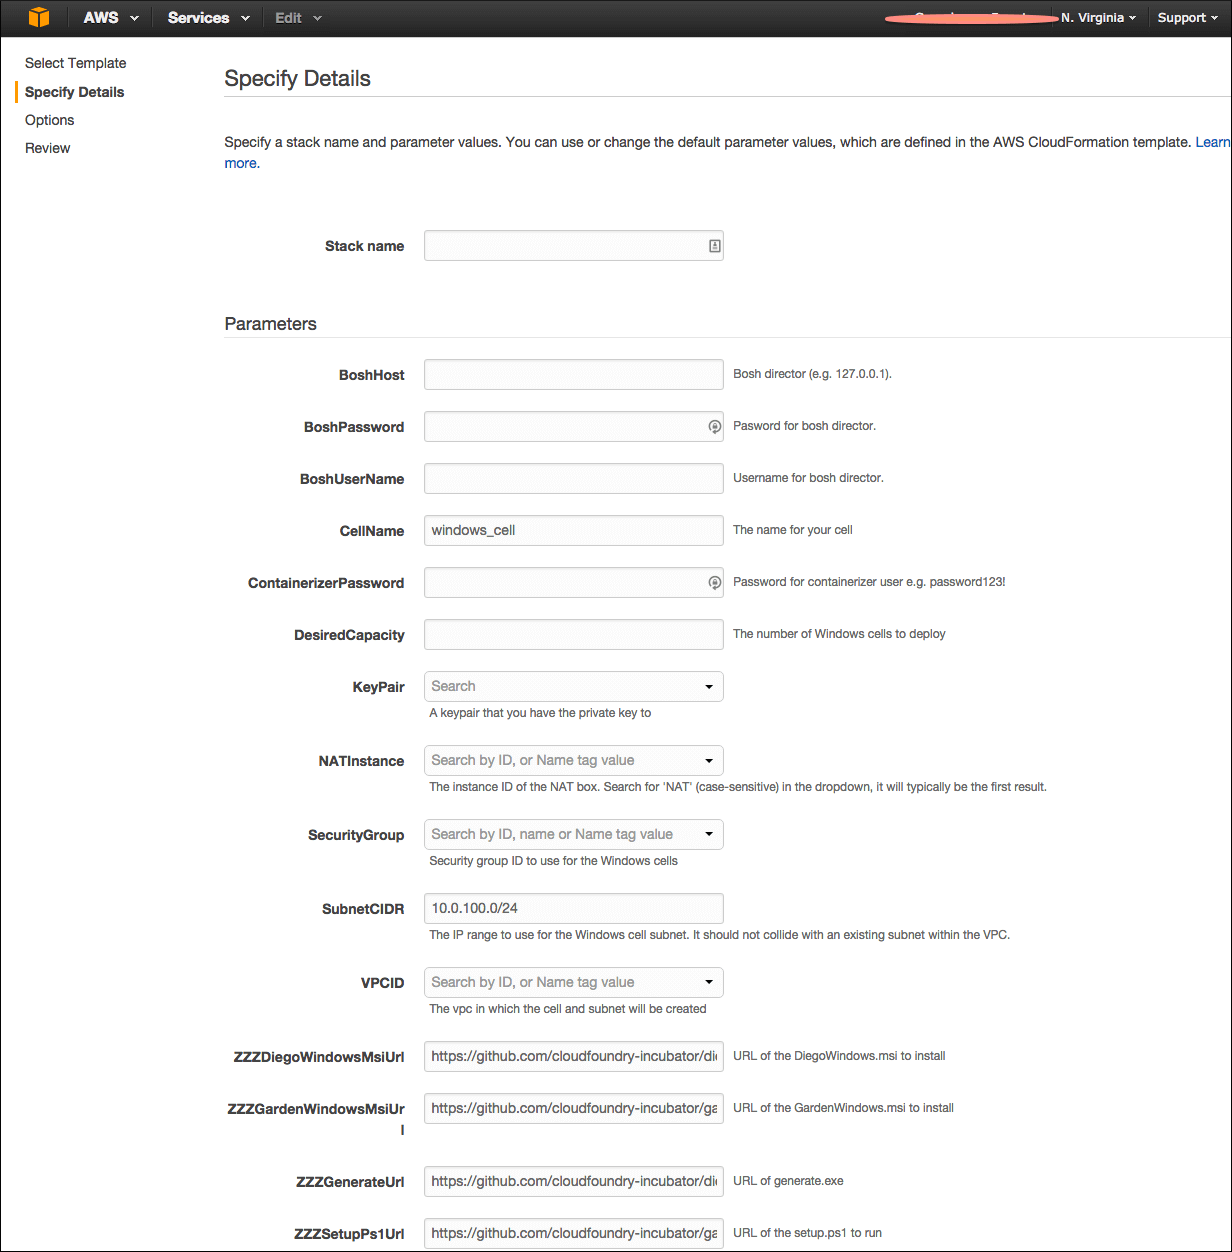 AWS Services Edit N. Virginia Support
Select Template
Specify Details
Options
Review
Specify Details
Specify a stack name and parameter values. You can use or change the default parameter values, which are defined in the AWS CloudFormation template. Learn
more.
Stack name
Parameters
BoshHost Bosh director (e.g. 127.0.0.1).
BoshPassword Pasword for bosh director.
BoshUserName Username for bosh director.
CellName windows_cell The name for your cell
ContainerizerPassword Password for containerizer user e.g. password123!
DesiredCapacity The number of Windows cells to deploy
KeyPair Search
A keypair that you have the private key to
NATInstance Search by ID, or Name tag value
The instance ID of the NAT box. Search for 'NAT' (case-sensitive) in the dropdown, it will typically be the first result.
SecurityGroup Search by ID, name or Name tag value
Security group ID to use for the Windows cells
SubnetCIDR 10.0.100.0/24
The IP range to use for the Windows cell subnet. It should not collide with an existing subnet within the VPC.
VPCID Search by ID, or Name tag value
The vpc in which the cell and subnet will be created
ZZZDiegoWindowsMsiUrl https://github.com/cloudfoundry-incubator/di URL of the DiegoWindows.msi to install
ZZZGardenWindowsMsiUr https://github.com/cloudfoundry-incubator/ga URL of the GardenWindows.msi to install
l
ZZZGenerateUrl https://github.com/cloudfoundry-incubator/di URL of generate.exe
ZZZSetupPs1Url https://github.com/cloudfoundry-incubator/ga URL of the setup.ps1 to run